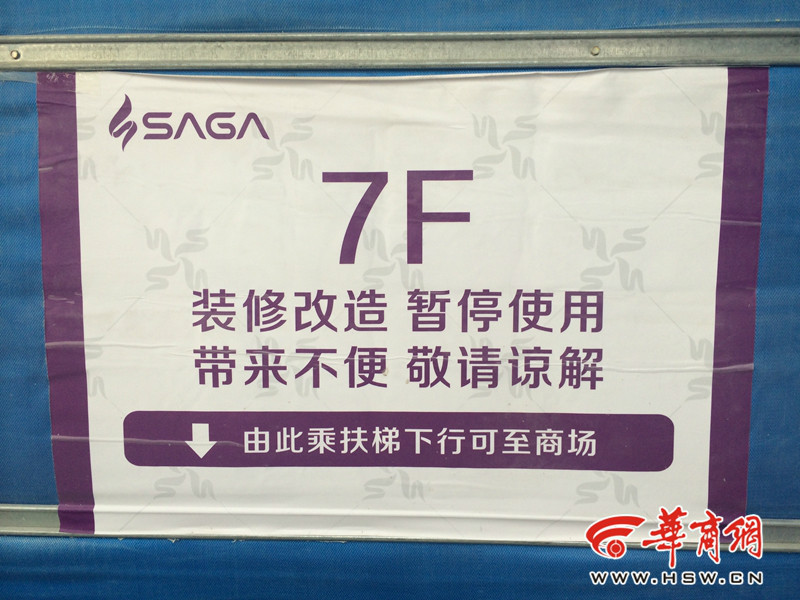 SAGA
7F
装修改造 暂停使用
带来不便 敬请谅解
由此乘扶梯下行可至商场
華商網
WWW.HSW.CN